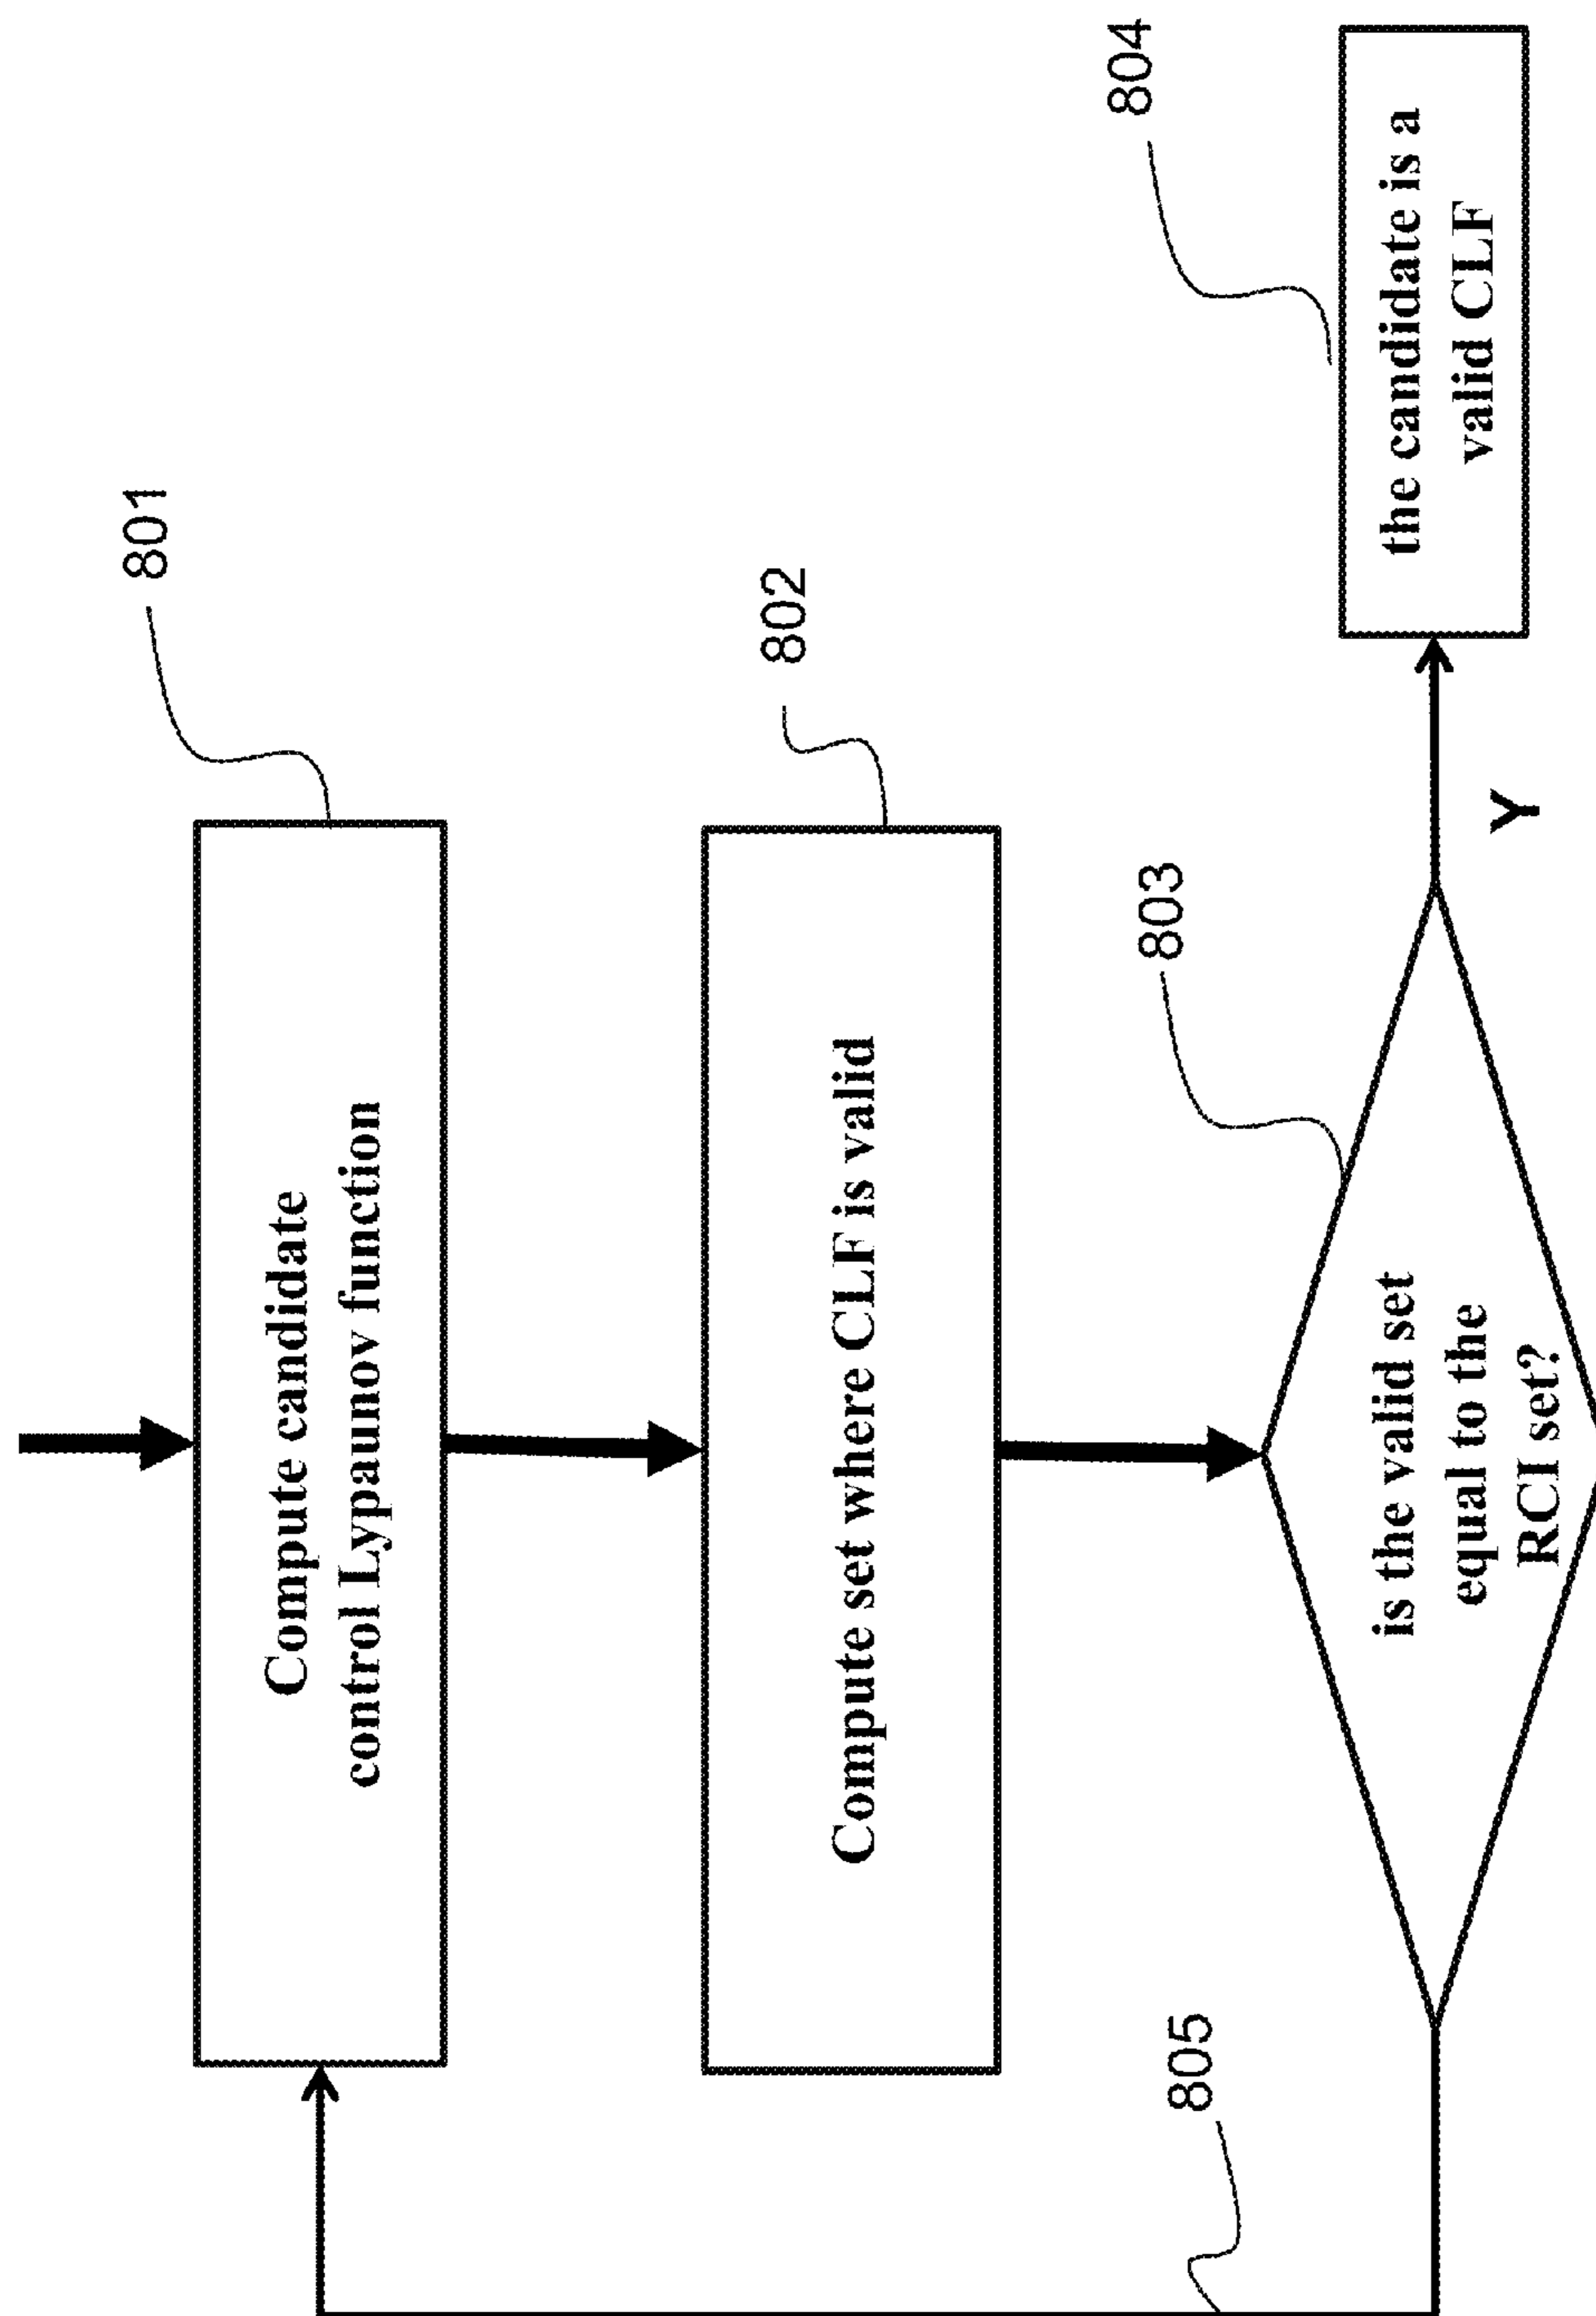 801
Compute candidate
control Lypaunov function
802
Compute set where CLF is valid
803
is the valid set
equal to the
RCI set?
Y
804
the candidate is a
valid CLF
805